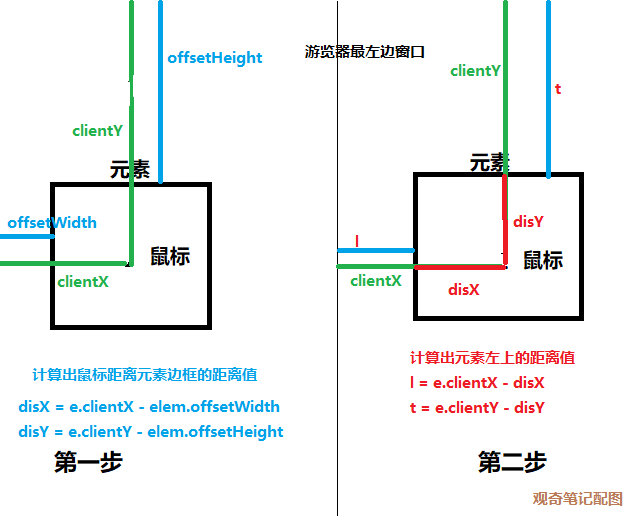 offsetHeight
clientY
元素
offsetWidth
鼠标
clientX
计算出鼠标距离元素边框的距离值
disX = e.clientX - elem.offsetWidth
disY = e.clientY - elem.offsetHeight
第一步
游览器最左边窗口
clientY
t
元素
disY
l
鼠标
clientX
disX
计算出元素左上的距离值
l = e.clientX - disX
t = e.clientY - disY
第二步
观奇笔记配图